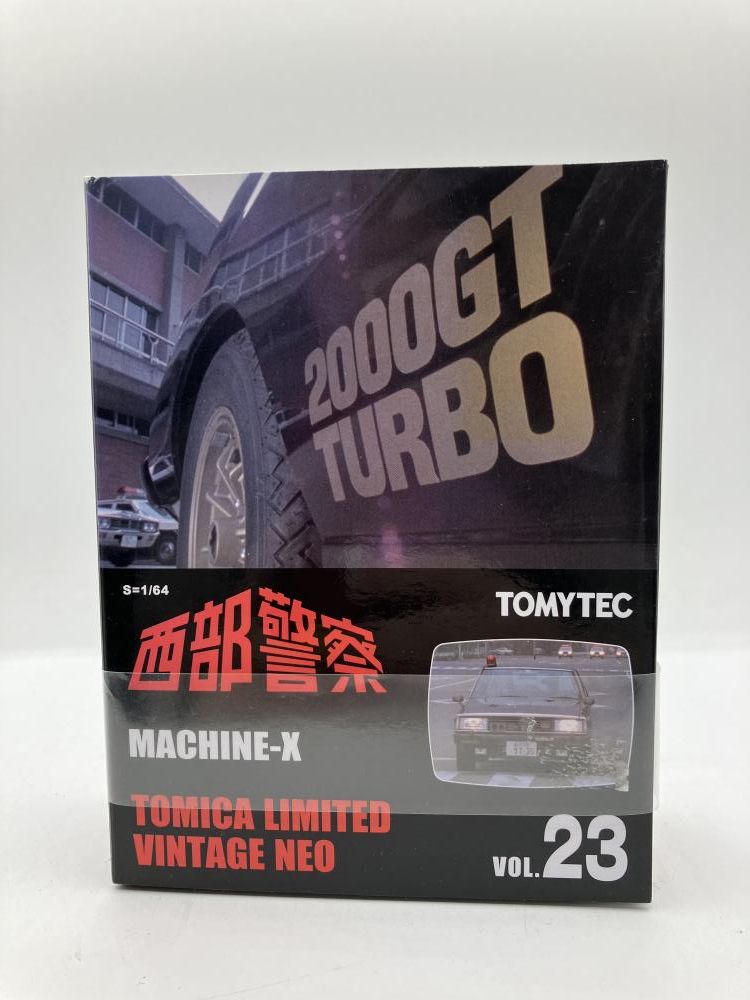 2000GT
TURBO
S=1/64
西部警察
TOMYTEC
MACHINE-X
TOMICA LIMITED
VINTAGE NEO
VOL.23